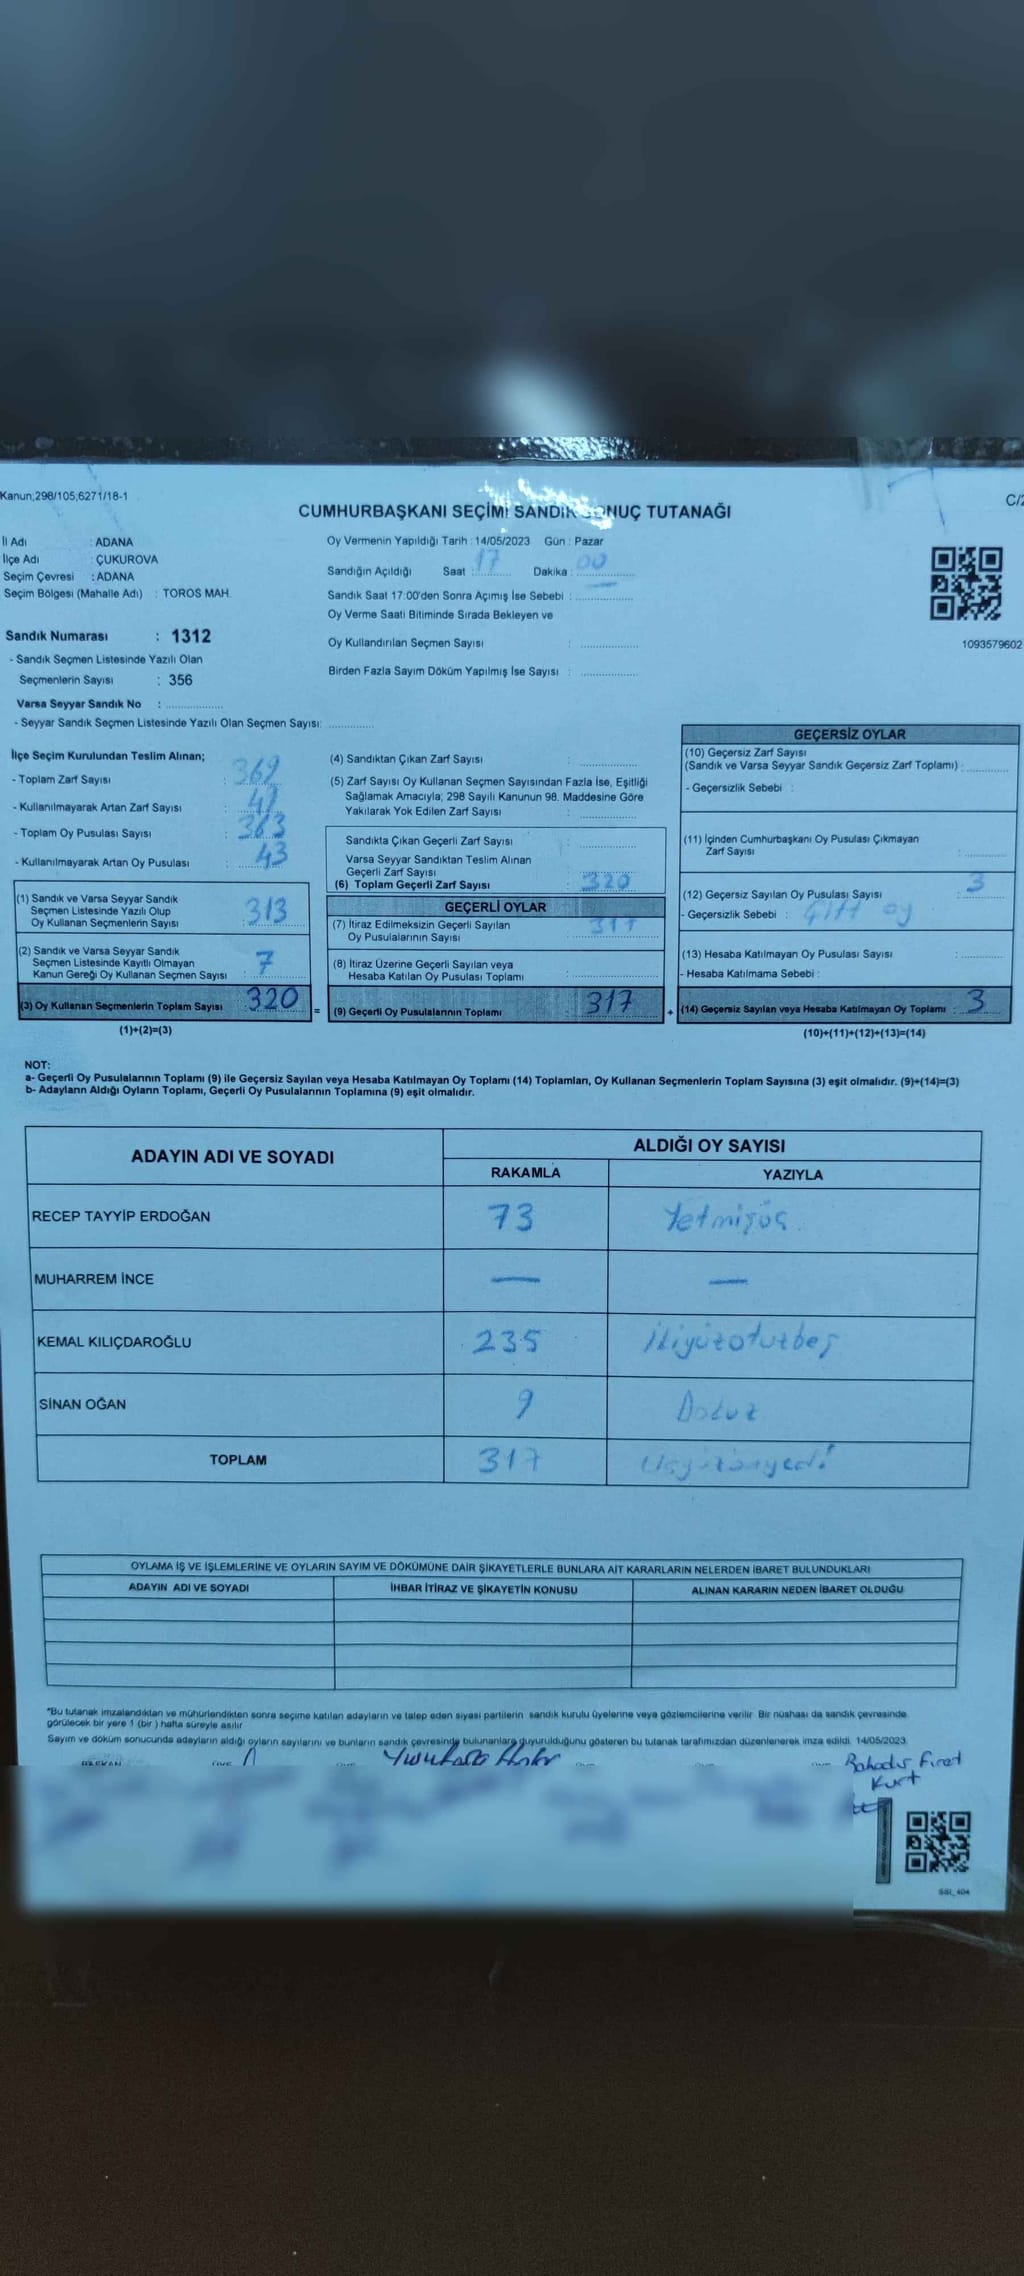 Kanun;298/105;6271/18-1
C/2
CUMHURBAŞKANI SEÇİMİ SANDIK SONUÇ TUTANAĞI
İl Adı : ADANA
İlçe Adı : ÇUKUROVA
Seçim Çevresi : ADANA
Seçim Bölgesi (Mahalle Adı) : TOROS MAH.
Sandık Numarası : 1312
- Sandık Seçmen Listesinde Yazılı Olan
Seçmenlerin Sayısı : 356
Varsa Seyyar Sandık No :
- Seyyar Sandık Seçmen Listesinde Yazılı Olan Seçmen Sayısı:
Oy Vermenin Yapıldığı Tarih : 14/05/2023 Gün : Pazar
Sandığın Açıldığı Saat : 17 Dakika : 00
Sandık Saat 17:00'den Sonra Açımış İse Sebebi :
Oy Verme Saati Bitiminde Sırada Bekleyen ve
Oy Kullandırılan Seçmen Sayısı :
Birden Fazla Sayım Döküm Yapılmış İse Sayısı :
1093579602
İlçe Seçim Kurulundan Teslim Alınan;
- Toplam Zarf Sayısı : 369
- Kullanılmayarak Artan Zarf Sayısı : 47
- Toplam Oy Pusulası Sayısı : 363
- Kullanılmayarak Artan Oy Pusulası : 43
(1) Sandık ve Varsa Seyyar Sandık
Seçmen Listesinde Yazılı Olup
Oy Kullanan Seçmenlerin Sayısı : 313
(2) Sandık ve Varsa Seyyar Sandık
Seçmen Listesinde Kayıtlı Olmayan
Kanun Gereği Oy Kullanan Seçmen Sayısı : 7
(3) Oy Kullanan Seçmenlerin Toplam Sayısı : 320
(1)+(2)=(3)
(4) Sandıktan Çıkan Zarf Sayısı :
(5) Zarf Sayısı Oy Kullanan Seçmen Sayısından Fazla İse, Eşitliği
Sağlamak Amacıyla; 298 Sayılı Kanunun 98. Maddesine Göre
Yakılarak Yok Edilen Zarf Sayısı :
Sandıkta Çıkan Geçerli Zarf Sayısı :
Varsa Seyyar Sandıktan Teslim Alınan
Geçerli Zarf Sayısı :
(6) Toplam Geçerli Zarf Sayısı : 320
GEÇERLİ OYLAR
(7) İtiraz Edilmeksizin Geçerli Sayılan : 317
Oy Pusulalarının Sayısı
(8) İtiraz Üzerine Geçerli Sayılan veya
Hesaba Katılan Oy Pusulası Toplamı :
= (9) Geçerli Oy Pusulalarının Toplamı : 317
GEÇERSİZ OYLAR
(10) Geçersiz Zarf Sayısı
(Sandık ve Varsa Seyyar Sandık Geçersiz Zarf Toplamı) :
- Geçersizlik Sebebi :
(11) İçinden Cumhurbaşkanı Oy Pusulası Çıkmayan
Zarf Sayısı :
(12) Geçersiz Sayılan Oy Pusulası Sayısı : 3
- Geçersizlik Sebebi : çift oy
(13) Hesaba Katılmayan Oy Pusulası Sayısı :
- Hesaba Katılmama Sebebi :
+ (14) Geçersiz Sayılan veya Hesaba Katılmayan Oy Toplamı : 3
(10)+(11)+(12)+(13)=(14)
NOT:
a- Geçerli Oy Pusulalarının Toplamı (9) ile Geçersiz Sayılan veya Hesaba Katılmayan Oy Toplamı (14) Toplamları, Oy Kullanan Seçmenlerin Toplam Sayısına (3) eşit olmalıdır. (9)+(14)=(3)
b- Adayların Aldığı Oyların Toplamı, Geçerli Oy Pusulalarının Toplamına (9) eşit olmalıdır.
ADAYIN ADI VE SOYADI ALDIĞI OY SAYISI
RAKAMLA YAZIYLA
RECEP TAYYİP ERDOĞAN 73 Yetmişüç
MUHARREM İNCE — —
KEMAL KILIÇDAROĞLU 235 İkiyüzotuzbeş
SİNAN OĞAN 9 Dokuz
TOPLAM 317 Üçyüzonyedi
OYLAMA İŞ VE İŞLEMLERİNE VE OYLARIN SAYIM VE DÖKÜMÜNE DAİR ŞİKAYETLERLE BUNLARA AİT KARARLARIN NELERDEN İBARET BULUNDUKLARI
ADAYIN ADI VE SOYADI İHBAR İTİRAZ VE ŞİKAYETİN KONUSU ALINAN KARARIN NEDEN İBARET OLDUĞU
*Bu tutanak imzalandıktan ve mühürlendikten sonra seçime katılan adayların ve talep eden siyasi partilerin sandık kurulu üyelerine veya gözlemcilerine verilir. Bir nüshası da sandık çevresinde
görülecek bir yere 1 (bir ) hafta süreyle asılır
Sayım ve döküm sonucunda adayların aldığı oyların sayılarını ve bunların sandık çevresinde bulunanlara duyurulduğunu gösteren bu tutanak tarafımızdan düzenlenerek imza edildi. 14/05/2023
Bahadır Fırat
Kurt